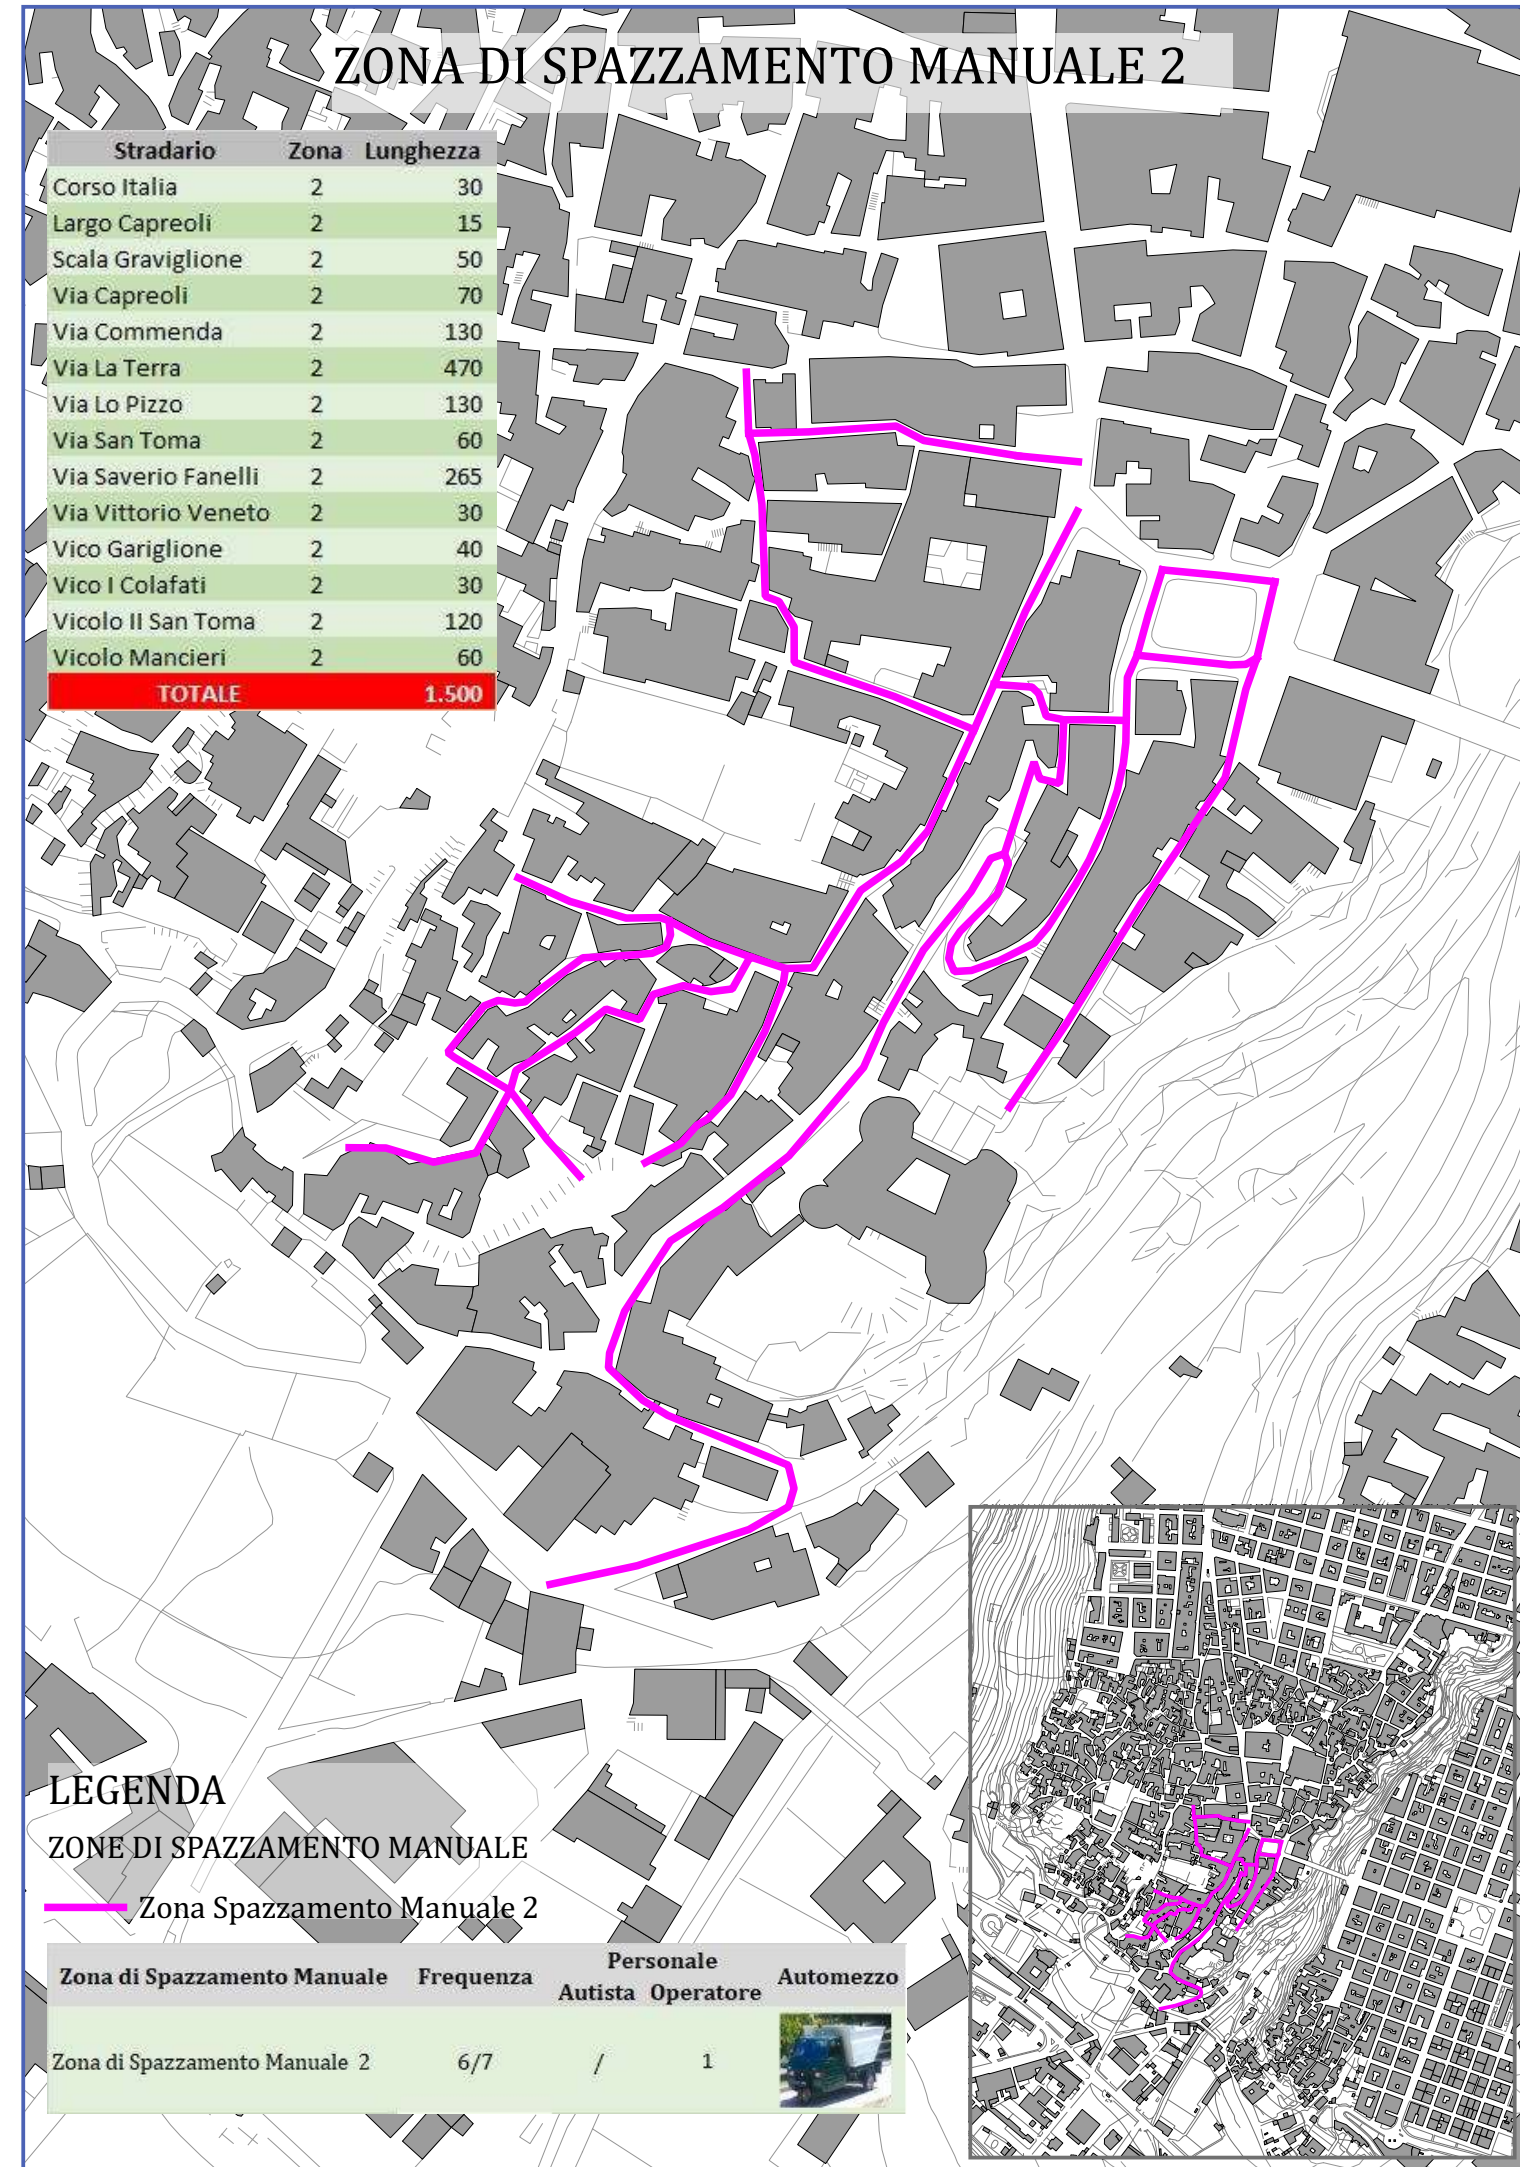 ZONA DI SPAZZAMENTO MANUALE 2
Stradario Zona Lunghezza
Corso Italia 2 30
Largo Capreoli 2 15
Scala Graviglione 2 50
Via Capreoli 2 70
Via Commenda 2 130
Via La Terra 2 470
Via Lo Pizzo 2 130
Via San Toma 2 60
Via Saverio Fanelli 2 265
Via Vittorio Veneto 2 30
Vico Gariglione 2 40
Vico I Colafati 2 30
Vicolo II San Toma 2 120
Vicolo Mancieri 2 60
TOTALE 1.500
LEGENDA
ZONE DI SPAZZAMENTO MANUALE
Zona Spazzamento Manuale 2
Zona di Spazzamento Manuale Frequenza Personale Automezzo
Autista Operatore
Zona di Spazzamento Manuale 2 6/7 / 1